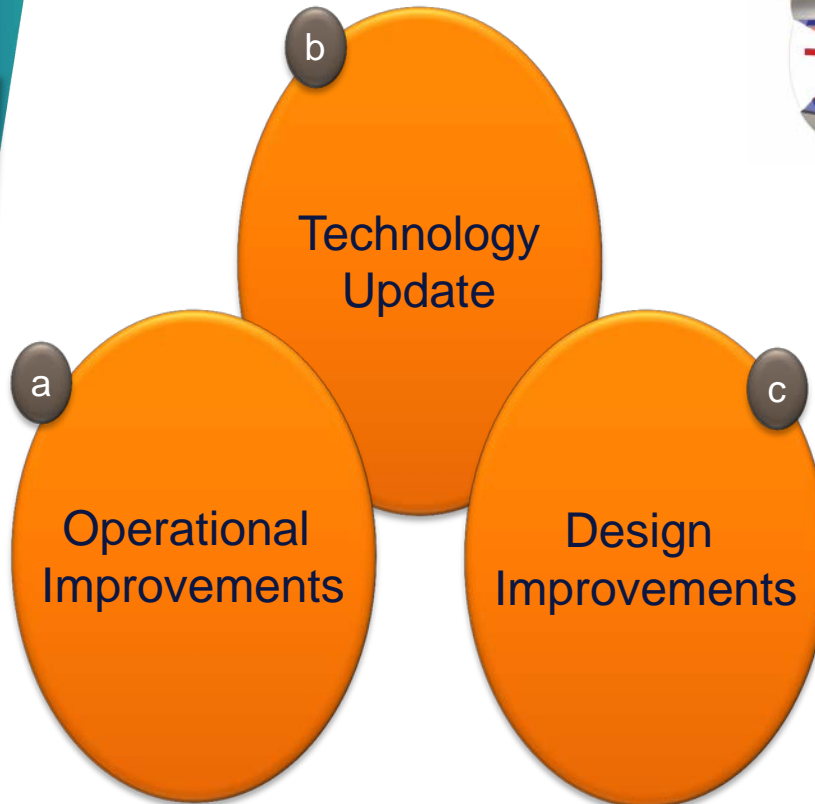 b
Technology
Update
a
c
Operational
Improvements
Design
Improvements